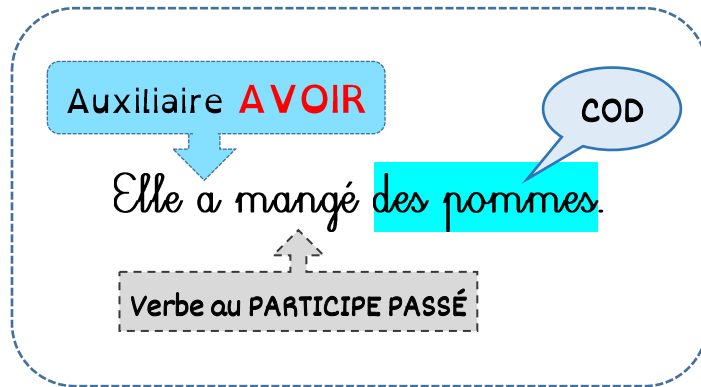 Auxiliaire AVOIR
COD
Elle a mangé des pommes.
Verbe au PARTICIPE PASSÉ